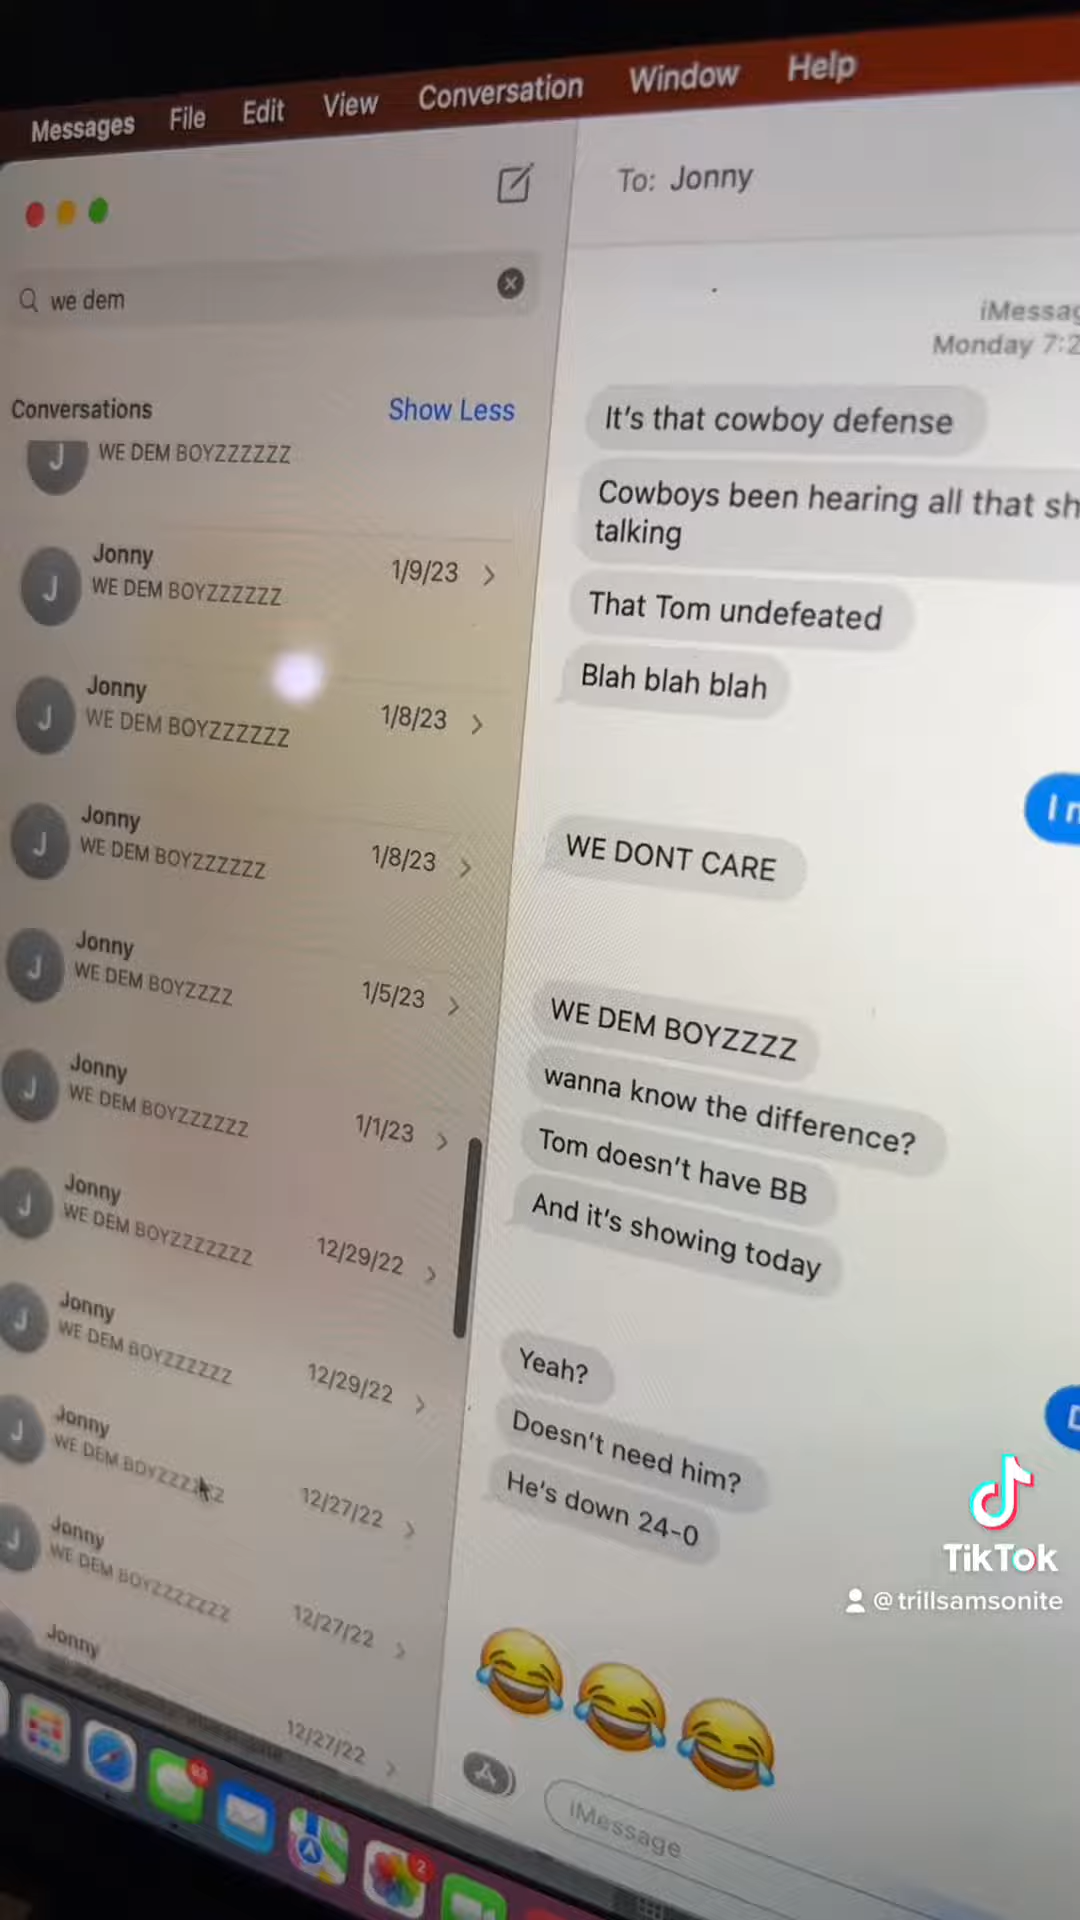 Messages File Edit View Conversation Window Help
we dem
Conversations Show Less
J WE DEM BOYZZZZZZ
Jonny
J WE DEM BOYZZZZZZ 1/9/23
Jonny
J WE DEM BOYZZZZZZ 1/8/23
Jonny
J WE DEM BOYZZZZZZ 1/8/23
Jonny
J WE DEM BOYZZZZ 1/5/23
Jonny
J WE DEM BOYZZZZZZ 1/1/23
Jonny
J WE DEM BOYZZZZZZZ 12/29/22
Jonny
J WE DEM BOYZZZZZZ 12/29/22
Jonny
J 12/27/22
WE DEM
Jonny
J WE DEM BOYZZZZZZZ 12/27/22
Jonny
12/27/22
93
2
To: Jonny
Monday
It's that cowboy defense
Cowboys been hearing all that sh
talking
That Tom undefeated
Blah blah blah
I
WE DONT CARE
WE DEM BOYZZZZ
wanna know the difference?
Tom doesn't have BB
And it's showing today
Yeah?
Doesn't need him?
He's down 24-0
iMessage
TikTok
@trillsamsonite